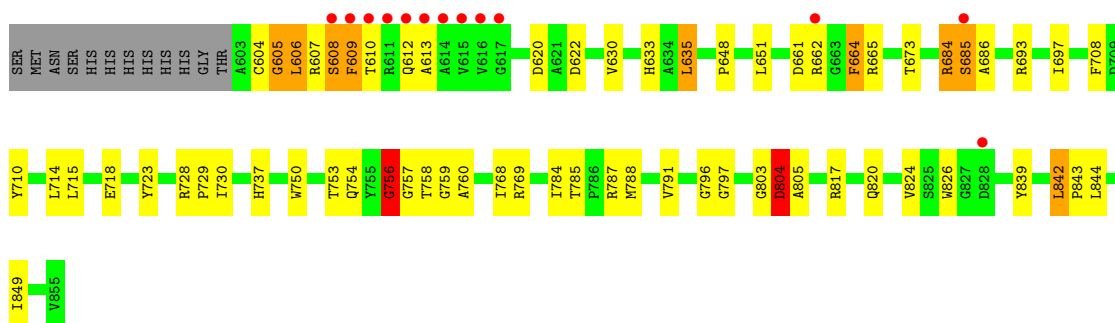 SER MET ASN SER HIS HIS HIS HIS HIS HIS GLY THR A603 C604 G605 L606 R607 S608 F609 T610 R611 Q612 A613 A614 V615 V616 G617 D620 A621 D622 V630 H633 A634 L635 P648 L651 D661 R662 G663 F664 R665 T673 R684 S685 A686 R693 I697 F708 D709
Y710 L714 L715 E718 Y723 R728 P729 I730 H737 W750 T753 Q754 Y755 G756 G757 T758 G759 A760 I768 R769 I784 T785 P786 R787 M788 V791 G796 G797 G803 D804 A805 R817 Q820 V824 S825 W826 G827 D828 Y839 L842 P843 L844
I849 V855